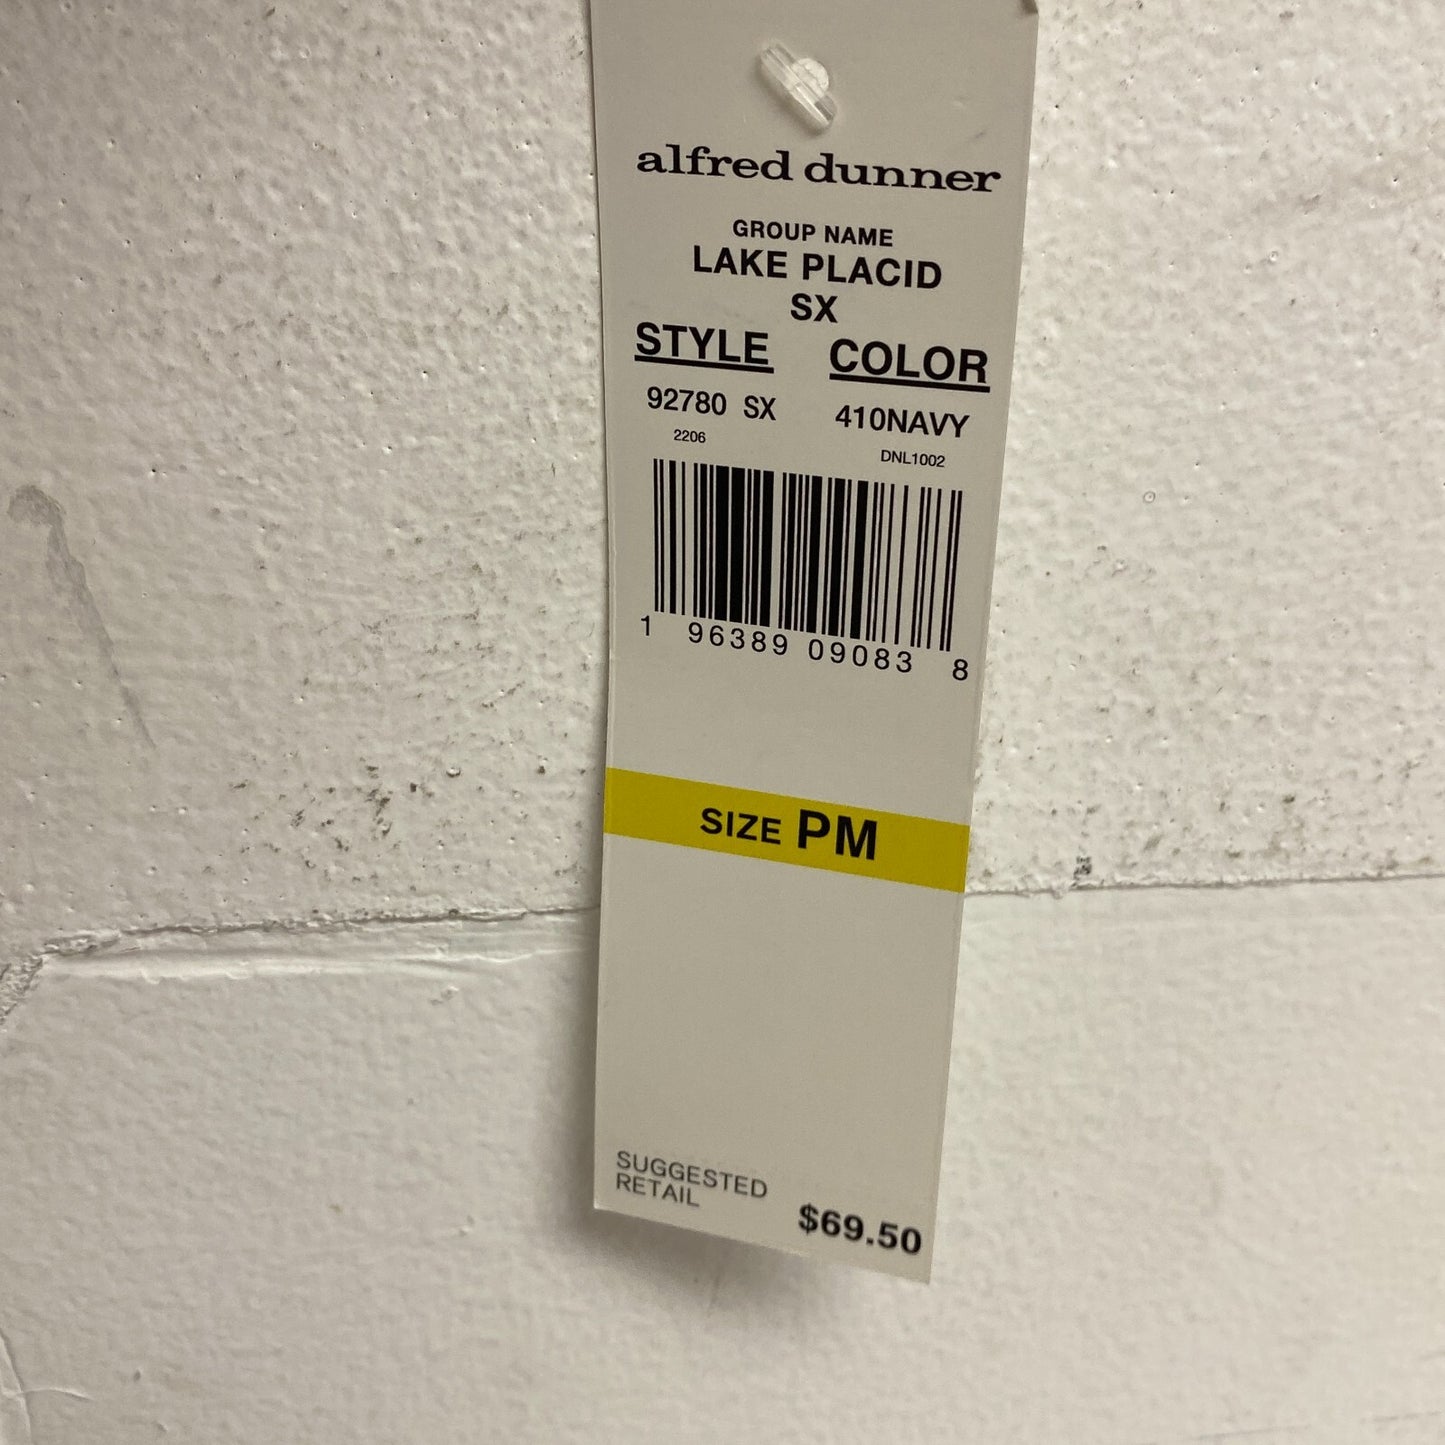 alfred dunner
GROUP NAME
LAKE PLACID
SX
STYLE COLOR
92780 SX 410NAVY
2206 DNL1002
1 96389 09083 8
SIZE PM
SUGGESTED
RETAIL $69.50